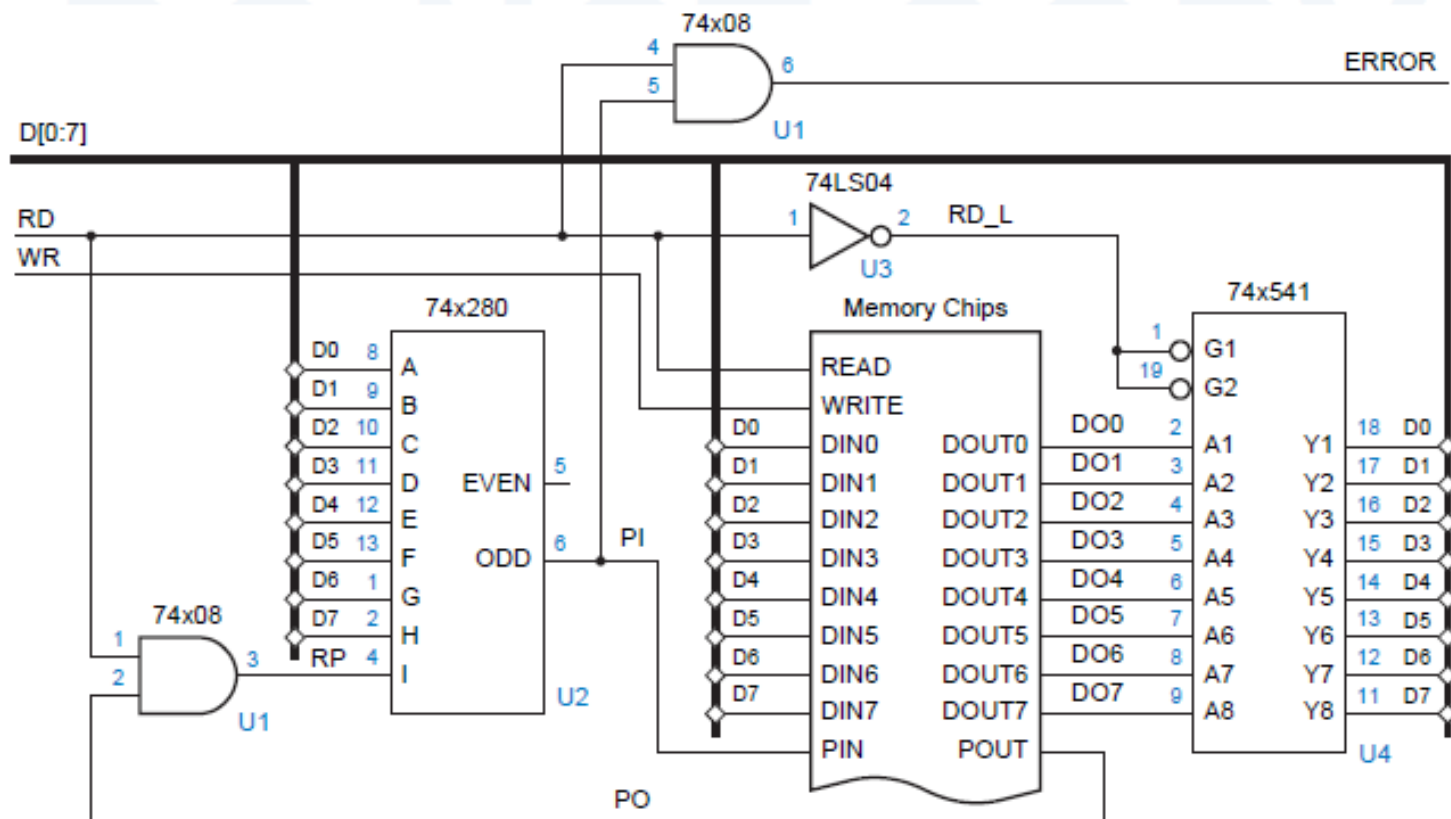 74x08
4
5
6
ERROR
U1
D[0:7]
74LS04
RD
1
2
RD_L
WR
U3
74x280
Memory Chips
74x541
D0 8 A
D1 9 B
D2 10 C
D3 11 D
D4 12 E
D5 13 F
D6 1 G
D7 2 H
RP 4 I
EVEN 5
ODD 6
PI
U2
74x08
1
2
3
U1
READ
WRITE
D0 DIN0
D1 DIN1
D2 DIN2
D3 DIN3
D4 DIN4
D5 DIN5
D6 DIN6
D7 DIN7
PIN
DOUT0 DO0 2 A1
DOUT1 DO1 3 A2
DOUT2 DO2 4 A3
DOUT3 DO3 5 A4
DOUT4 DO4 6 A5
DOUT5 DO5 7 A6
DOUT6 DO6 8 A7
DOUT7 DO7 9 A8
POUT
1 G1
19 G2
Y1 18 D0
Y2 17 D1
Y3 16 D2
Y4 15 D3
Y5 14 D4
Y6 13 D5
Y7 12 D6
Y8 11 D7
U4
PO